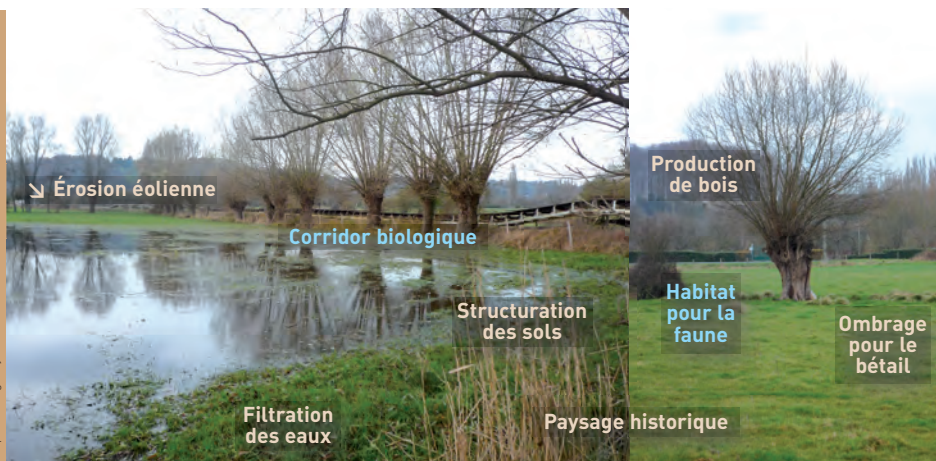 ↘ Érosion éolienne
Corridor biologique
Structuration
des sols
Filtration
des eaux
Paysage historique
Production
de bois
Habitat
pour la
faune
Ombrage
pour le
bétail